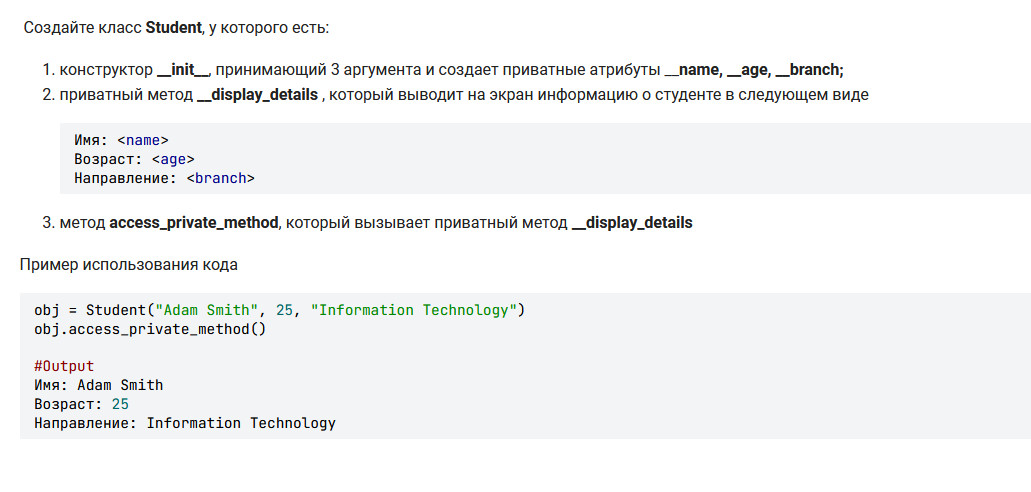 Создайте класс Student, у которого есть:
1. конструктор __init__, принимающий 3 аргумента и создает приватные атрибуты __name, __age, __branch;
2. приватный метод __display_details , который выводит на экран информацию о студенте в следующем виде
Имя: <name>
Возраст: <age>
Направление: <branch>
3. метод access_private_method, который вызывает приватный метод __display_details
Пример использования кода
obj = Student("Adam Smith", 25, "Information Technology")
obj.access_private_method()
#Output
Имя: Adam Smith
Возраст: 25
Направление: Information Technology